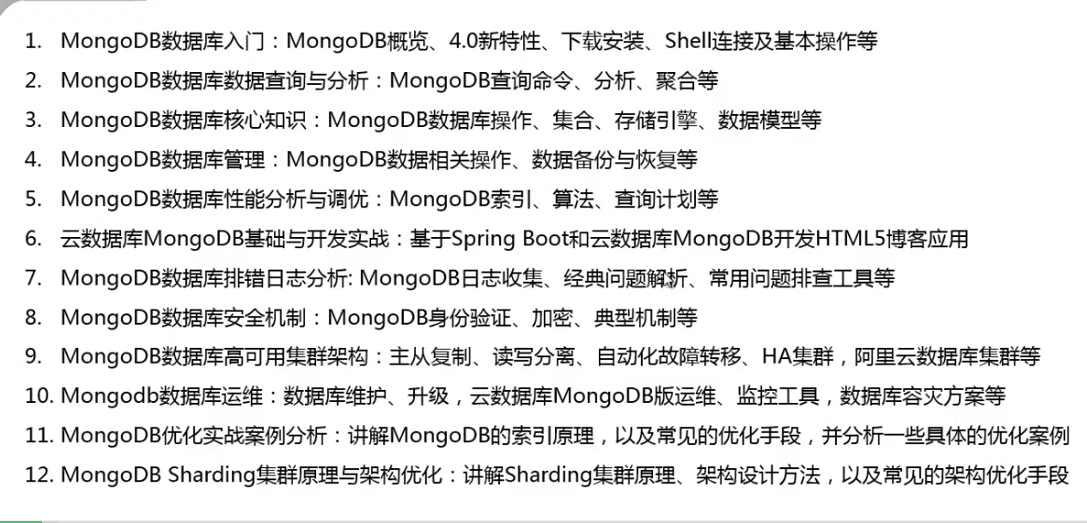 1. MongoDB数据库入门：MongoDB概览、4.0新特性、下载安装、Shell连接及基本操作等
2. MongoDB数据库数据查询与分析：MongoDB查询命令、分析、聚合等
3. MongoDB数据库核心知识：MongoDB数据库操作、集合、存储引擎、数据模型等
4. MongoDB数据库管理：MongoDB数据相关操作、数据备份与恢复等
5. MongoDB数据库性能分析与调优：MongoDB索引、算法、查询计划等
6. 云数据库MongoDB基础与开发实战：基于Spring Boot和云数据库MongoDB开发HTML5博客应用
7. MongoDB数据库排错日志分析: MongoDB日志收集、经典问题解析、常用问题排查工具等
8. MongoDB数据库安全机制：MongoDB身份验证、加密、典型机制等
9. MongoDB数据库高可用集群架构：主从复制、读写分离、自动化故障转移、HA集群，阿里云数据库集群等
10. Mongodb数据库运维：数据库维护、升级，云数据库MongoDB版运维、监控工具，数据库容灾方案等
11. MongoDB优化实战案例分析：讲解MongoDB的索引原理，以及常见的优化手段，并分析一些具体的优化案例
12. MongoDB Sharding集群原理与架构优化：讲解Sharding集群原理、架构设计方法，以及常见的架构优化手段